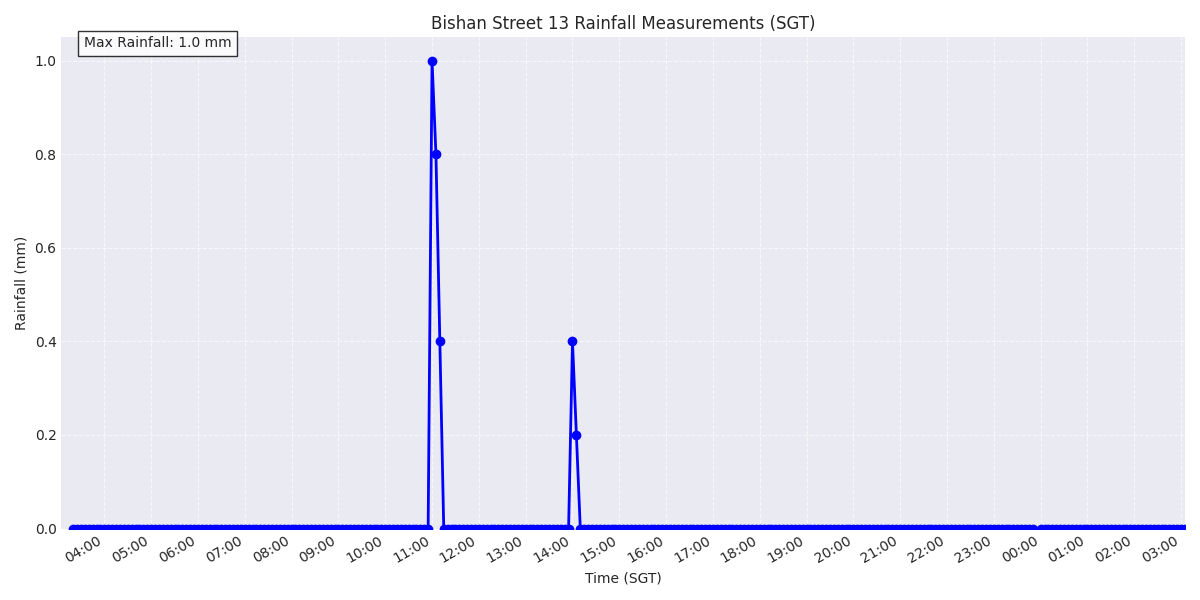 Bishan Street 13 Rainfall Measurements (SGT)
Max Rainfall: 1.0 mm
1.0
0.8
0.6
0.4
0.2
0.0
Rainfall (mm)
04:00 05:00 06:00 07:00 08:00 09:00 10:00 11:00 12:00 13:00 14:00 15:00 16:00 17:00 18:00 19:00 20:00 21:00 22:00 23:00 00:00 01:00 02:00 03:00
Time (SGT)